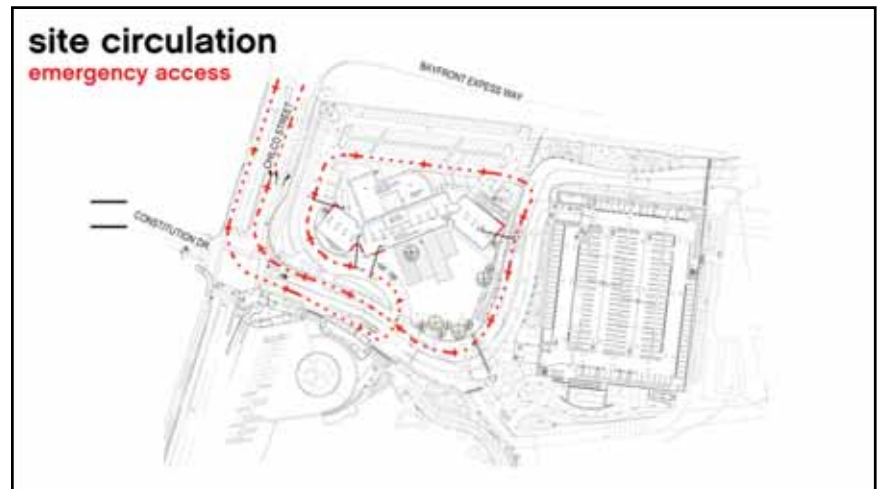 site circulation
emergency access
BAYFRONT EXPESS WAY
CHILCO STREET
CONSTITUTION DR.